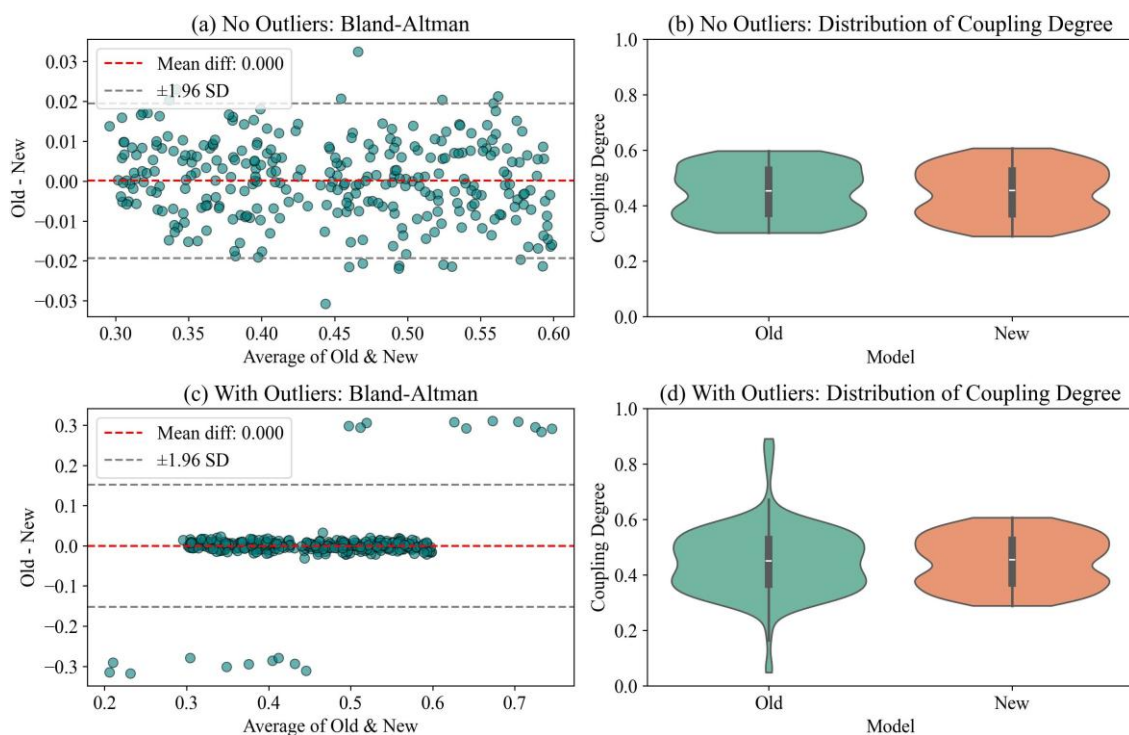 (a) No Outliers: Bland-Altman
0.03
0.02
0.01
0.00
−0.01
−0.02
−0.03
Old - New
Mean diff: 0.000
±1.96 SD
0.30 0.35 0.40 0.45 0.50 0.55 0.60
Average of Old & New
(b) No Outliers: Distribution of Coupling Degree
1.0
0.8
0.6
0.4
0.2
0.0
Coupling Degree
Old New
Model
(c) With Outliers: Bland-Altman
0.3
0.2
0.1
0.0
−0.1
−0.2
−0.3
Old - New
Mean diff: 0.000
±1.96 SD
0.2 0.3 0.4 0.5 0.6 0.7
Average of Old & New
(d) With Outliers: Distribution of Coupling Degree
1.0
0.8
0.6
0.4
0.2
0.0
Coupling Degree
Old New
Model